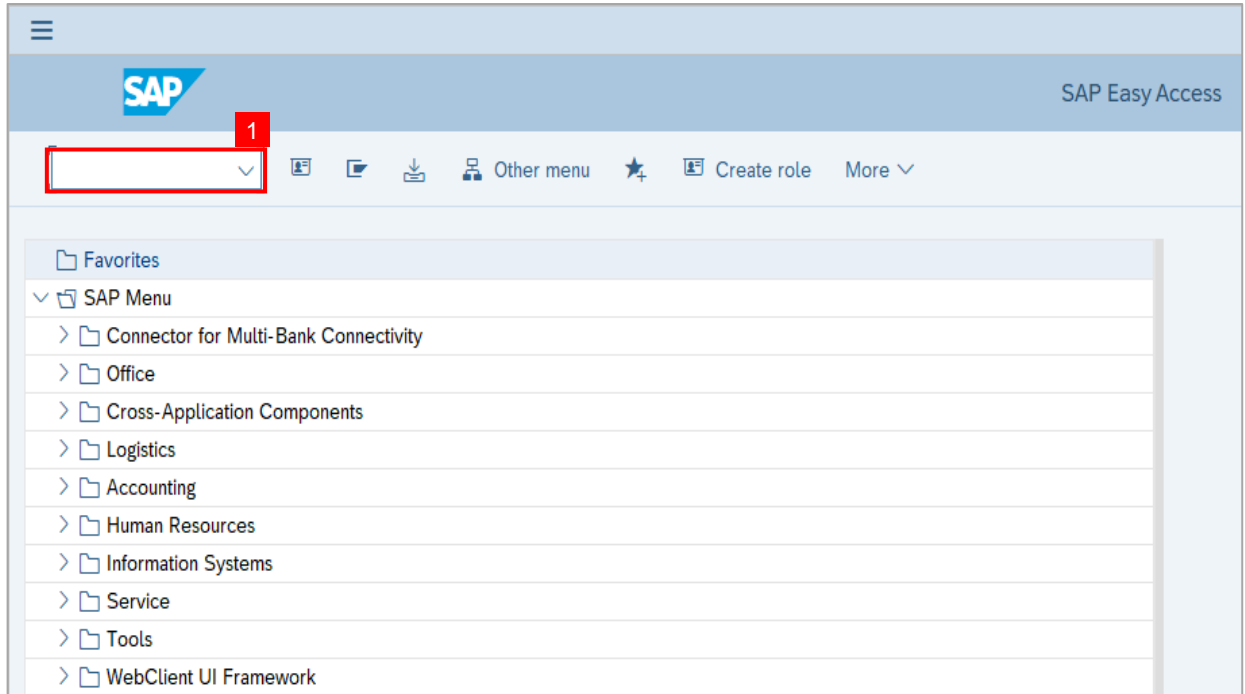 SAP
SAP Easy Access
1
Other menu Create role More
Favorites
SAP Menu
Connector for Multi-Bank Connectivity
Office
Cross-Application Components
Logistics
Accounting
Human Resources
Information Systems
Service
Tools
WebClient UI Framework